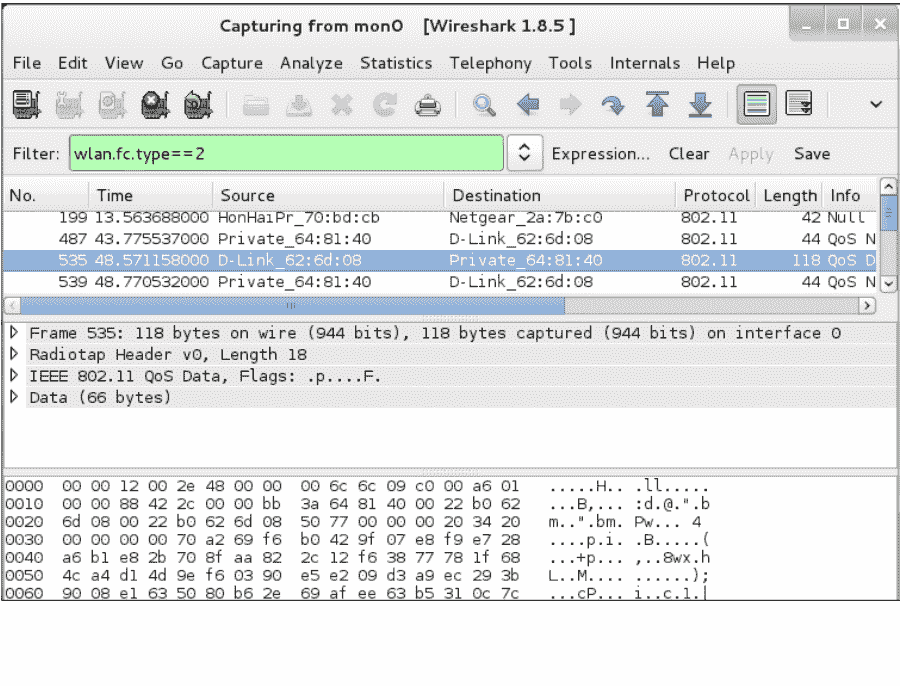 Capturing from mon0 [Wireshark 1.8.5 ]
File Edit View Go Capture Analyze Statistics Telephony Tools Internals Help
Filter: wlan.fc.type==2 Expression... Clear Apply Save
No. Time Source Destination Protocol Length Info
199 13.563688000 HonHaiPr_70:bd:cb Netgear_2a:7b:c0 802.11 42 Null
487 43.775537000 Private_64:81:40 D-Link_62:6d:08 802.11 44 QoS N
535 48.571158000 D-Link_62:6d:08 Private_64:81:40 802.11 118 QoS D
539 48.770532000 Private_64:81:40 D-Link_62:6d:08 802.11 44 QoS N
Frame 535: 118 bytes on wire (944 bits), 118 bytes captured (944 bits) on interface 0
Radiotap Header v0, Length 18
IEEE 802.11 QoS Data, Flags: .p....F.
Data (66 bytes)
0000 00 00 12 00 2e 48 00 00 00 6c 6c 09 c0 00 a6 01 .....H.. .ll.....
0010 00 00 88 42 2c 00 00 bb 3a 64 81 40 00 22 b0 62 ...B,... :d.@.".b
0020 6d 08 00 22 b0 62 6d 08 50 77 00 00 00 20 34 20 m..".bm. Pw... 4
0030 00 00 00 00 70 a2 69 f6 b0 42 9f 07 e8 f9 e7 28 ....p.i. .B.....(
0040 a6 b1 e8 2b 70 8f aa 82 2c 12 f6 38 77 78 1f 68 ...+p... ,..8wx.h
0050 4c a4 d1 4d 9e f6 03 90 e5 e2 09 d3 a9 ec 29 3b L..M.... ......);
0060 90 08 e1 63 50 80 b6 2e 69 af ee 63 b5 31 0c 7c ...cP... i..c.1.|